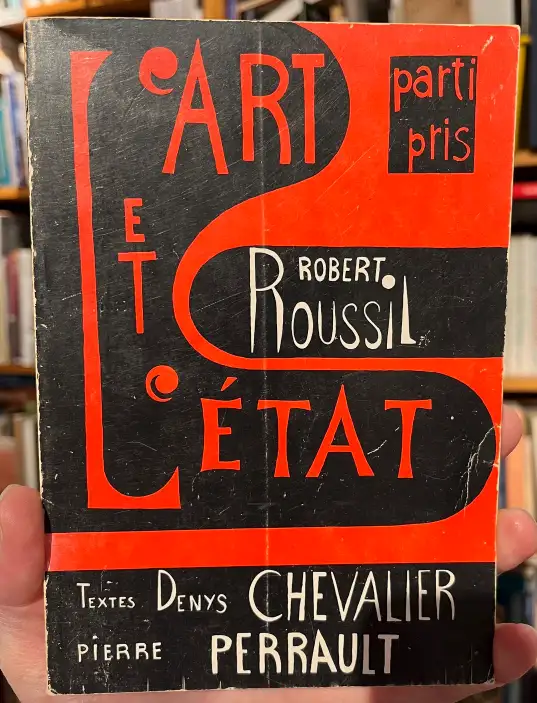 L'ART
parti
pris
ET
ROBERT
ROUSSIL
L'ÉTAT
TEXTES DENYS CHEVALIER
PIERRE PERRAULT